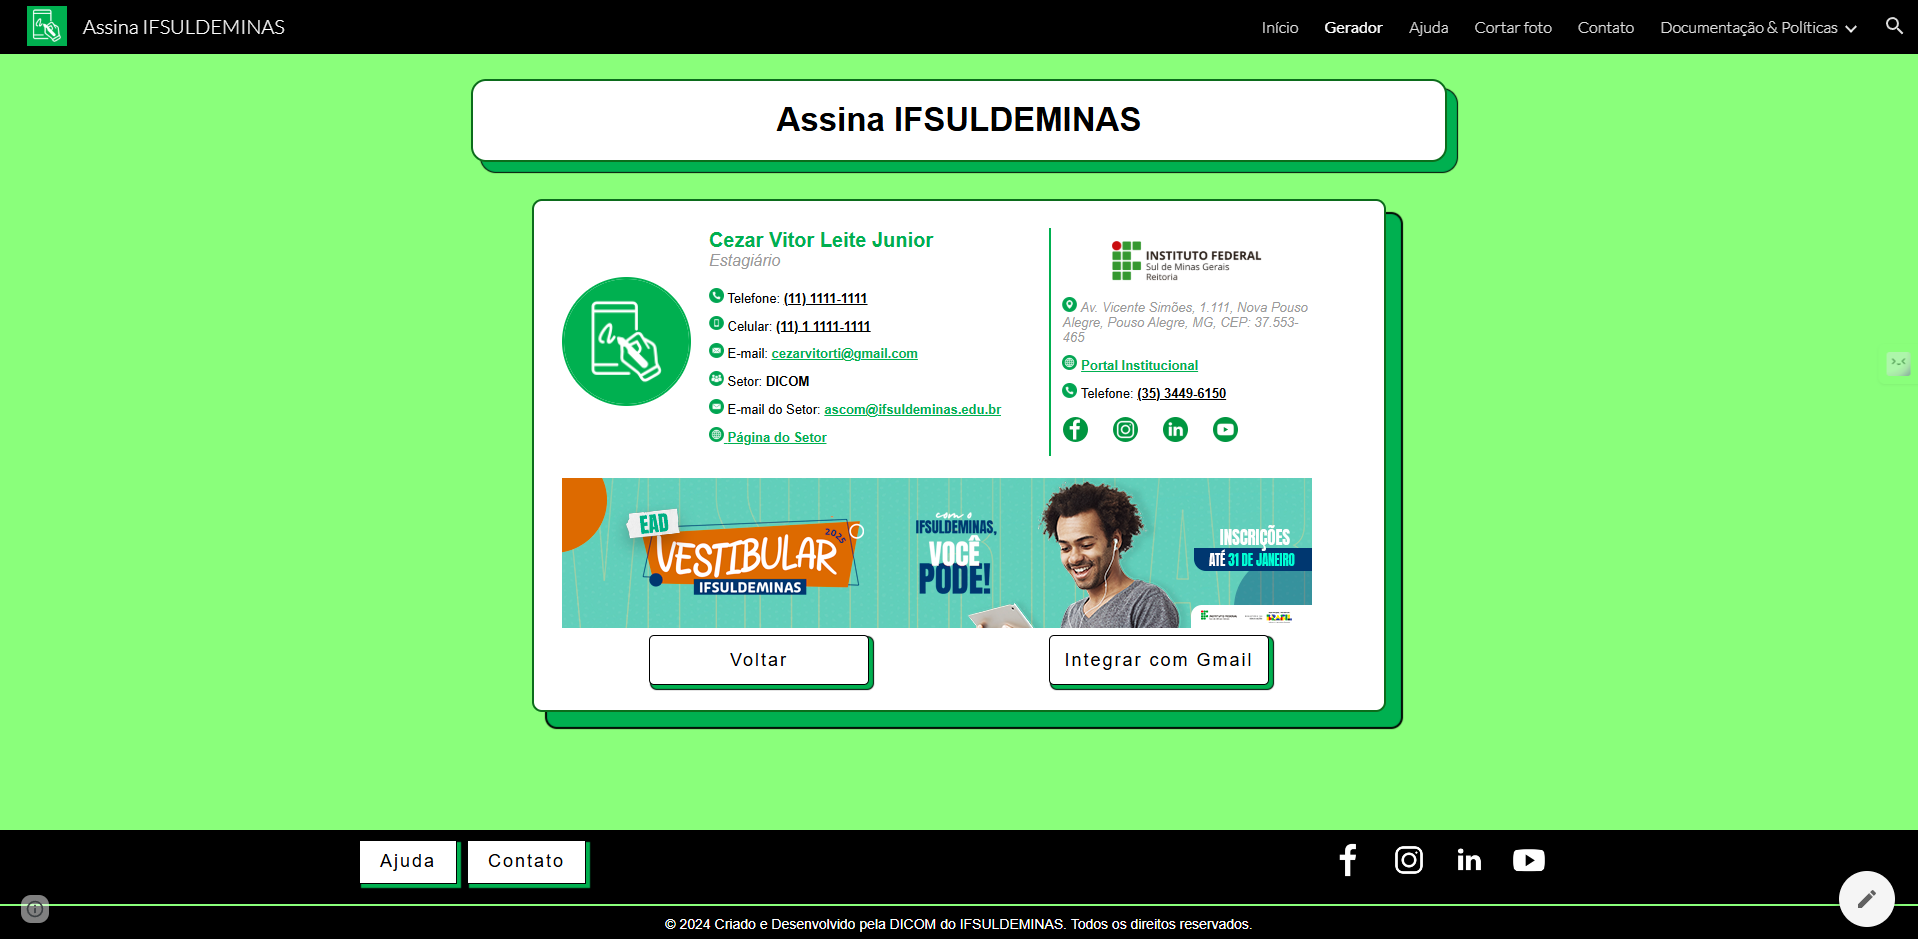 Assina IFSULDEMINAS
Início
Gerador
Ajuda
Cortar foto
Contato
Documentação & Políticas
Assina IFSULDEMINAS
Cezar Vitor Leite Junior
Estagiário
Telefone: (11) 1111-1111
Celular: (11) 1 1111-1111
E-mail: cezarvitorti@gmail.com
Setor: DICOM
E-mail do Setor: ascom@ifsuldeminas.edu.br
Página do Setor
INSTITUTO FEDERAL
Sul de Minas Gerais
Reitoria
Av. Vicente Simões, 1.111, Nova Pouso
Alegre, Pouso Alegre, MG, CEP: 37.553-
465
Portal Institucional
Telefone: (35) 3449-6150
EAD
VESTIBULAR
2025
IFSULDEMINAS
com o
IFSULDEMINAS,
VOCÊ
PODE!
INSCRIÇÕES
ATÉ 31 DE JANEIRO
INSTITUTO FEDERAL
Voltar
Integrar com Gmail
Ajuda
Contato
© 2024 Criado e Desenvolvido pela DICOM do IFSULDEMINAS. Todos os direitos reservados.